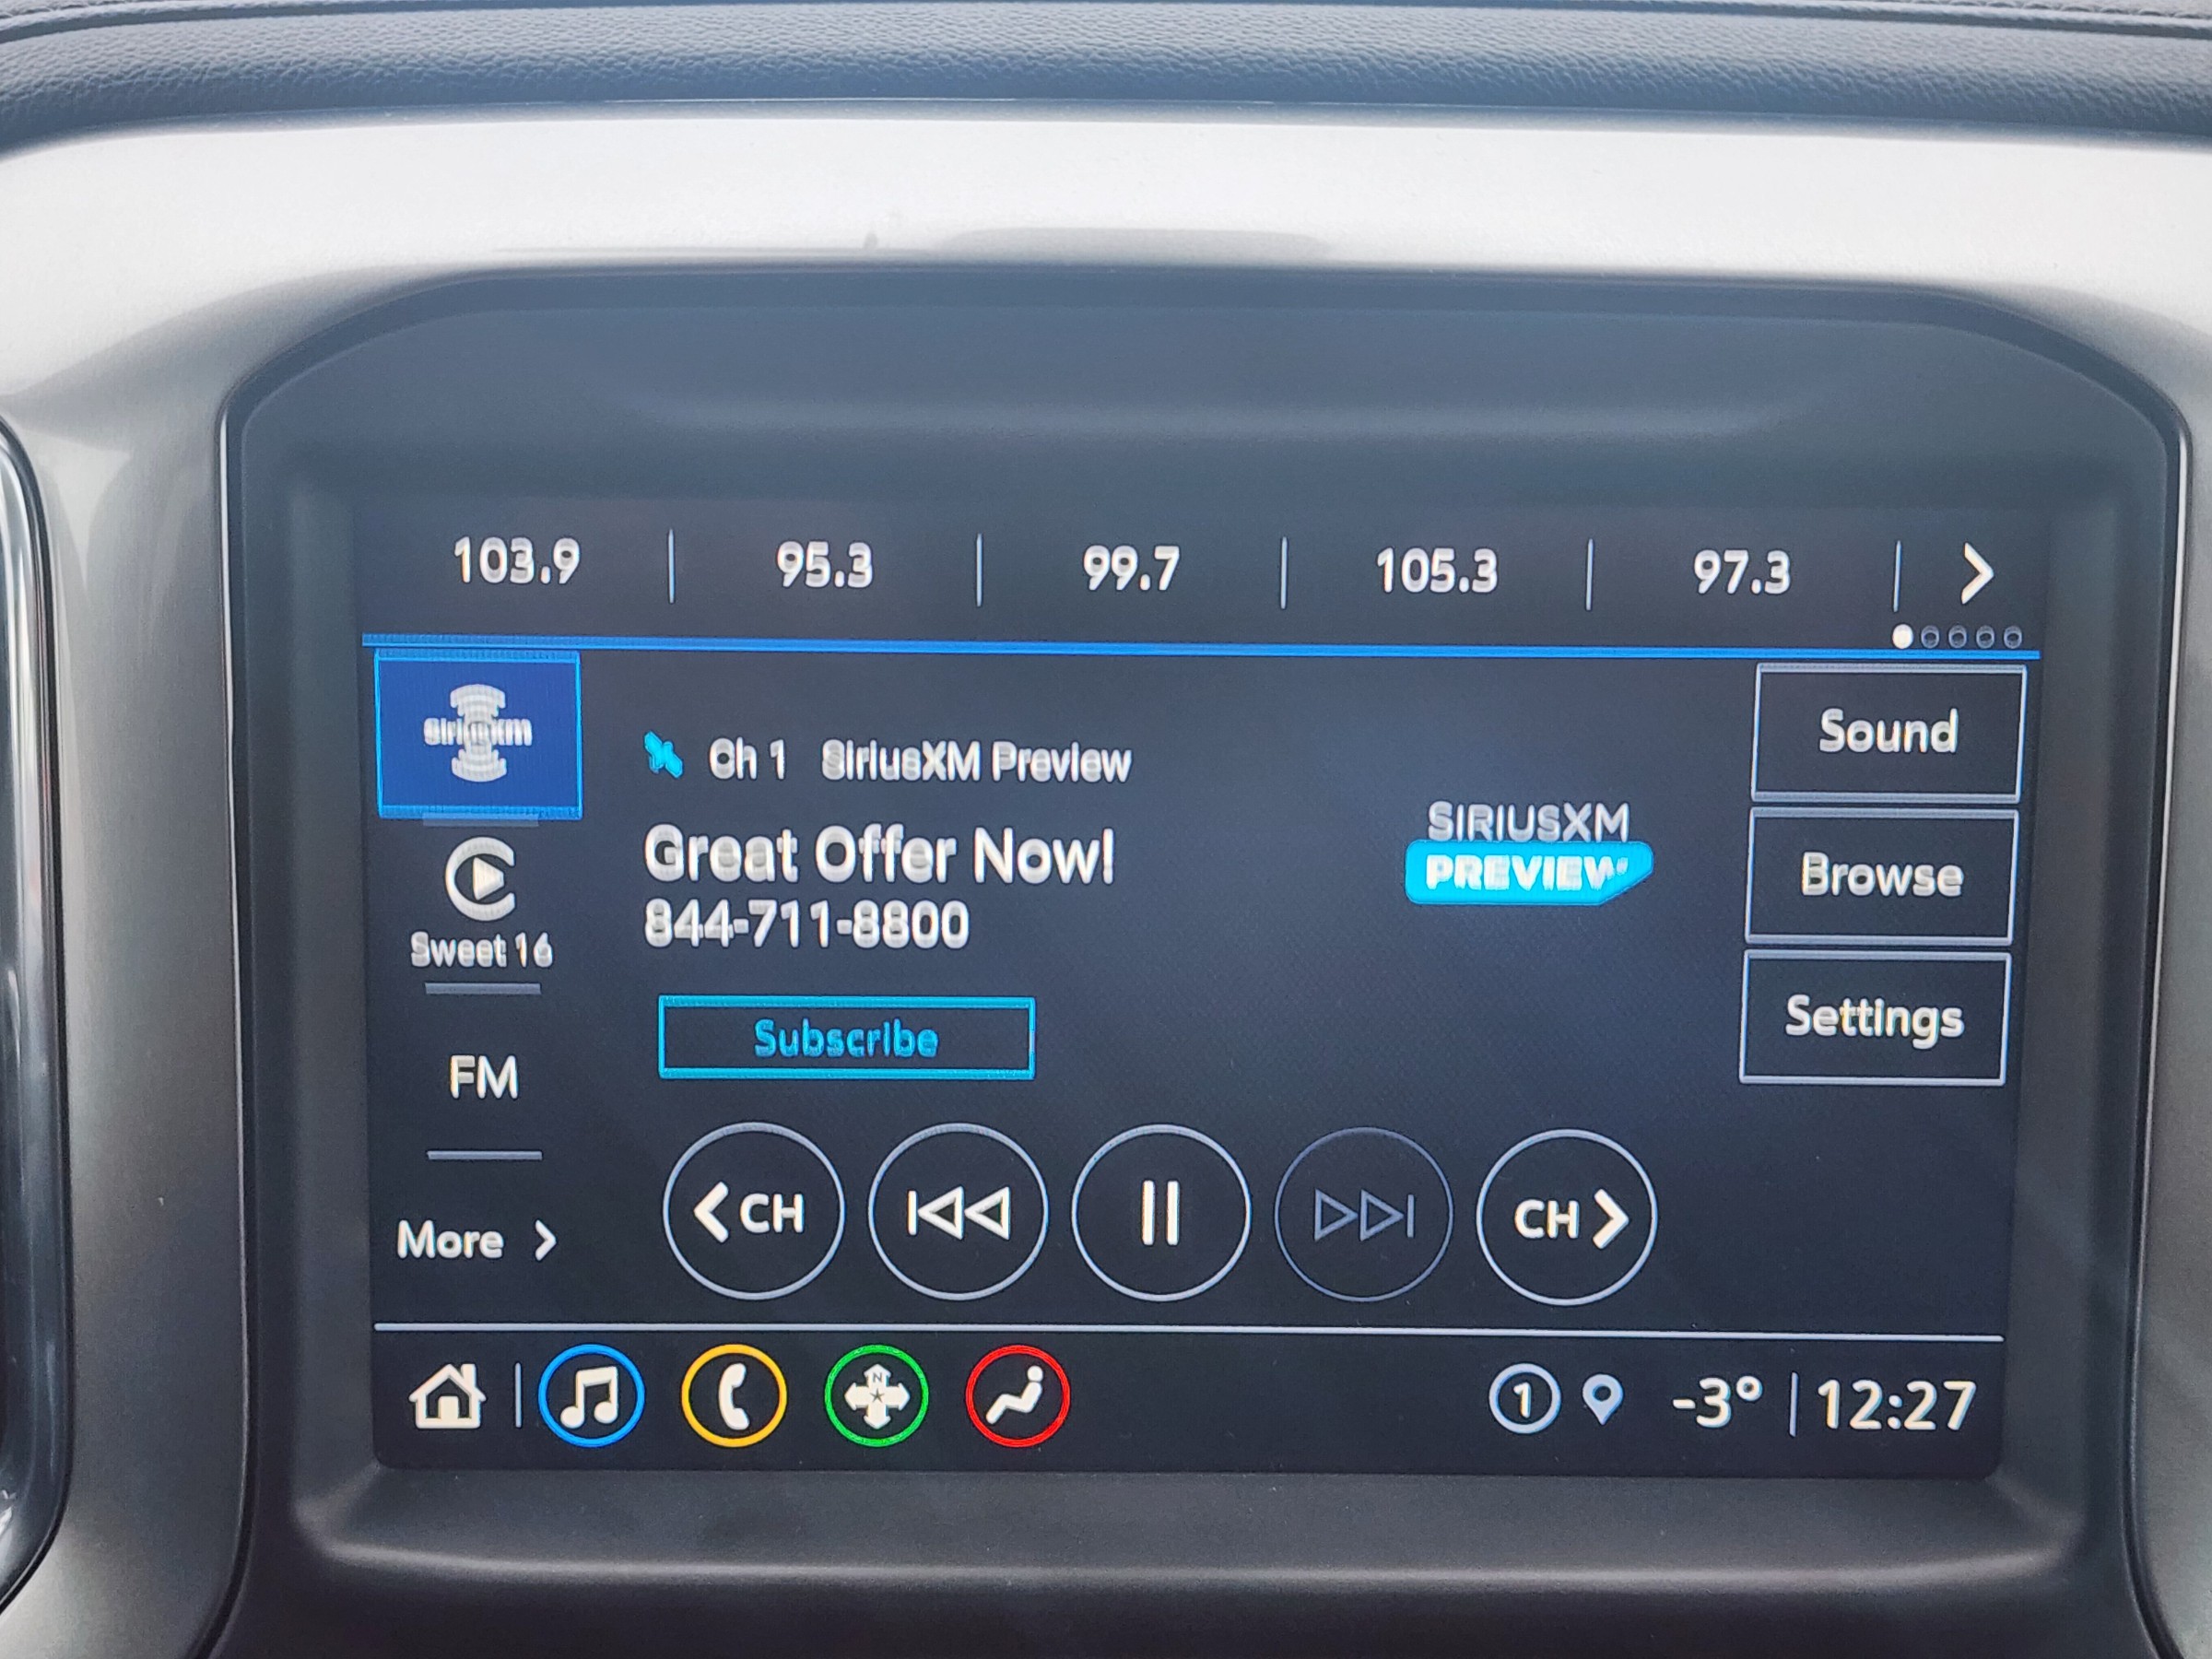 103.9 95.3 99.7 105.3 97.3
SiriusXM
Ch 1 SiriusXM Preview
Great Offer Now!
844-711-8800
Subscribe
SIRIUSXM
PREVIEW
Sound
Browse
Settings
Sweet 16
FM
More
CH
CH
N
1
-3° 12:27